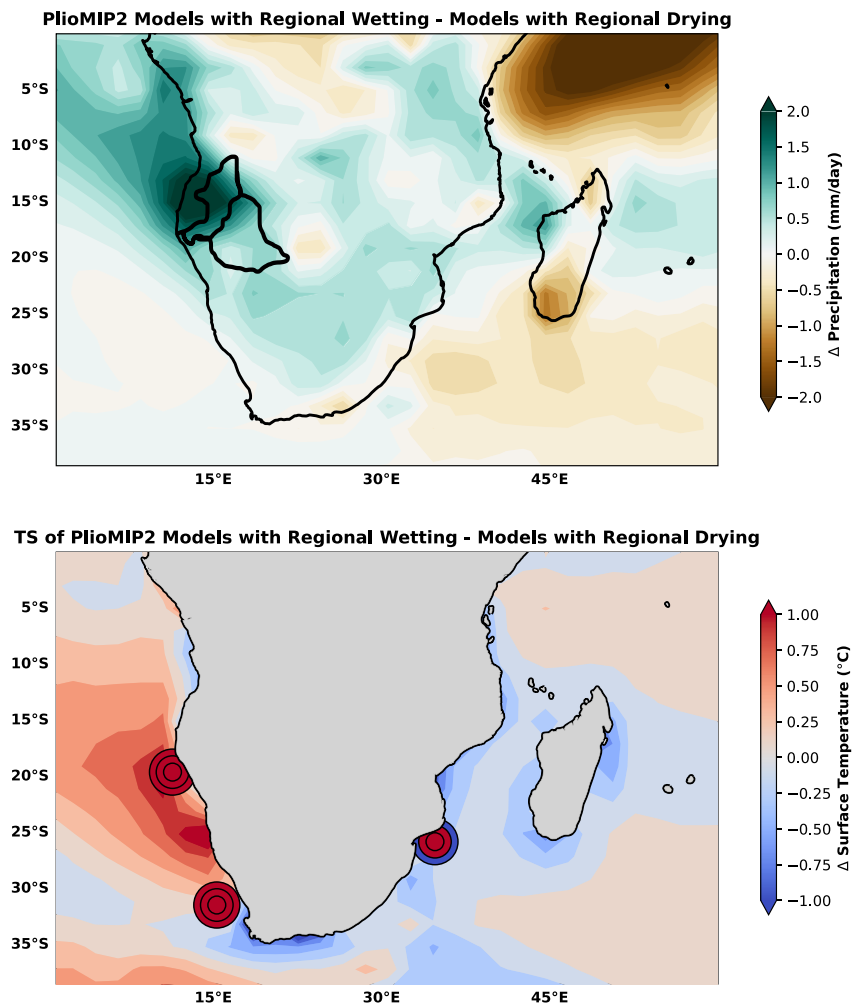 PlioMIP2 Models with Regional Wetting - Models with Regional Drying
5°S
10°S
15°S
20°S
25°S
30°S
35°S
15°E
30°E
45°E
2.0
1.5
1.0
0.5
0.0
−0.5
−1.0
−1.5
−2.0
Δ Precipitation (mm/day)
TS of PlioMIP2 Models with Regional Wetting - Models with Regional Drying
5°S
10°S
15°S
20°S
25°S
30°S
35°S
15°E
30°E
45°E
1.00
0.75
0.50
0.25
0.00
−0.25
−0.50
−0.75
−1.00
Δ Surface Temperature (°C)